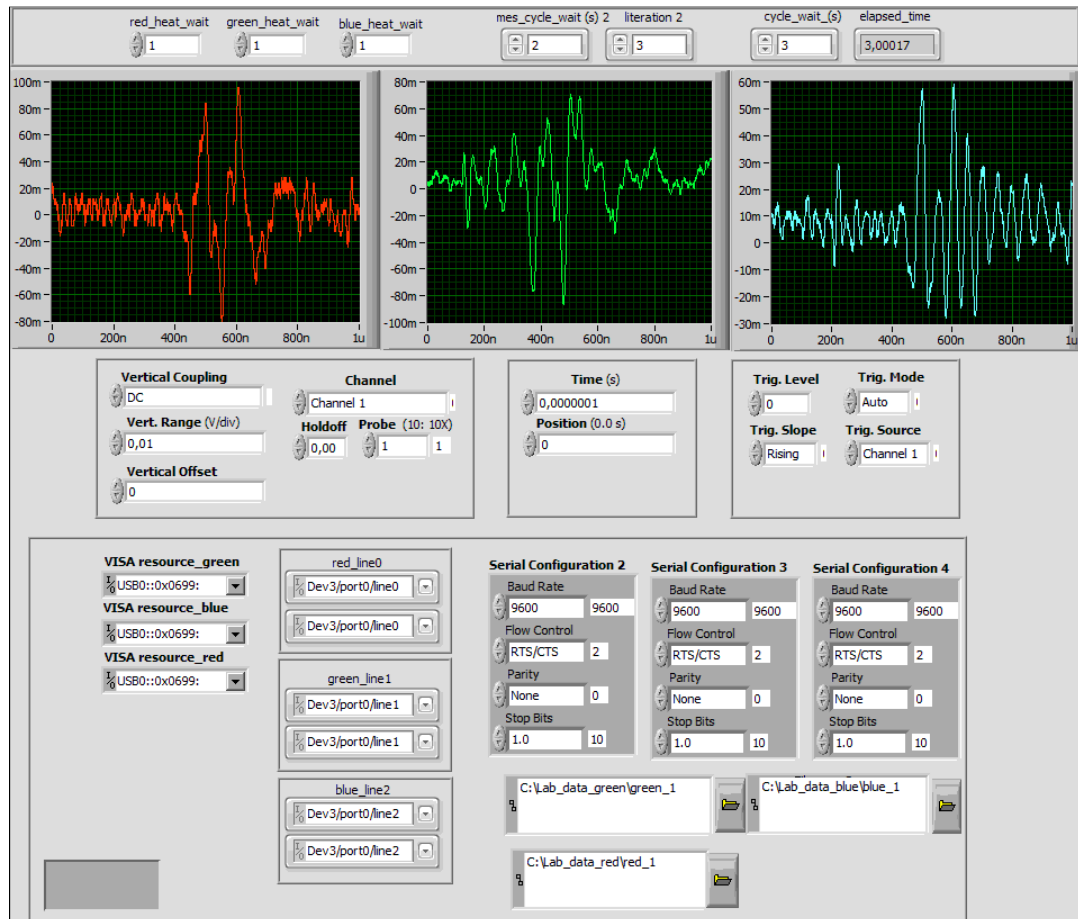 red_heat_wait green_heat_wait blue_heat_wait mes_cycle_wait (s) 2 literation 2 cycle_wait_(s) elapsed_time
1 1 1 2 3 3 3,00017
100m
80m
60m
40m
20m
0
-20m
-40m
-60m
-80m
0 200n 400n 600n 800n 1u
80m
60m
40m
20m
0
-20m
-40m
-60m
-80m
-100m
0 200n 400n 600n 800n 1u
60m
50m
40m
30m
20m
10m
0
-10m
-20m
-30m
0 200n 400n 600n 800n 1u
Vertical Coupling
DC
Vert. Range (V/div)
0,01
Vertical Offset
0
Channel
Channel 1
Holdoff Probe (10: 10X)
0,00 1 1
Time (s)
0,0000001
Position (0.0 s)
0
Trig. Level Trig. Mode
0 Auto
Trig. Slope Trig. Source
Rising Channel 1
VISA resource_green
USB0::0x0699:
VISA resource_blue
USB0::0x0699:
VISA resource_red
USB0::0x0699:
red_line0
Dev3/port0/line0
Dev3/port0/line0
green_line1
Dev3/port0/line1
Dev3/port0/line1
blue_line2
Dev3/port0/line2
Dev3/port0/line2
Serial Configuration 2
Baud Rate
9600 9600
Flow Control
RTS/CTS 2
Parity
None 0
Stop Bits
1.0 10
Serial Configuration 3
Baud Rate
9600 9600
Flow Control
RTS/CTS 2
Parity
None 0
Stop Bits
1.0 10
Serial Configuration 4
Baud Rate
9600 9600
Flow Control
RTS/CTS 2
Parity
None 0
Stop Bits
1.0 10
C:\Lab_data_green\green_1
C:\Lab_data_blue\blue_1
C:\Lab_data_red\red_1